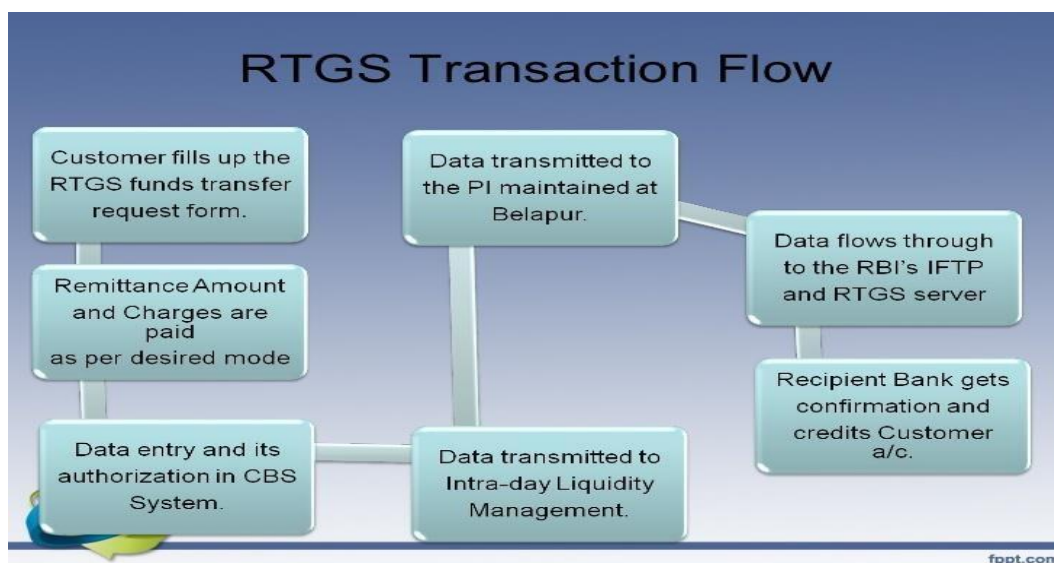 RTGS Transaction Flow
Customer fills up the
RTGS funds transfer
request form.
Remittance Amount
and Charges are
paid
as per desired mode
Data entry and its
authorization in CBS
System.
Data transmitted to
Intra-day Liquidity
Management.
Data transmitted to
the PI maintained at
Belapur.
Data flows through
to the RBI's IFTP
and RTGS server
Recipient Bank gets
confirmation and
credits Customer
a/c.
fppt.com